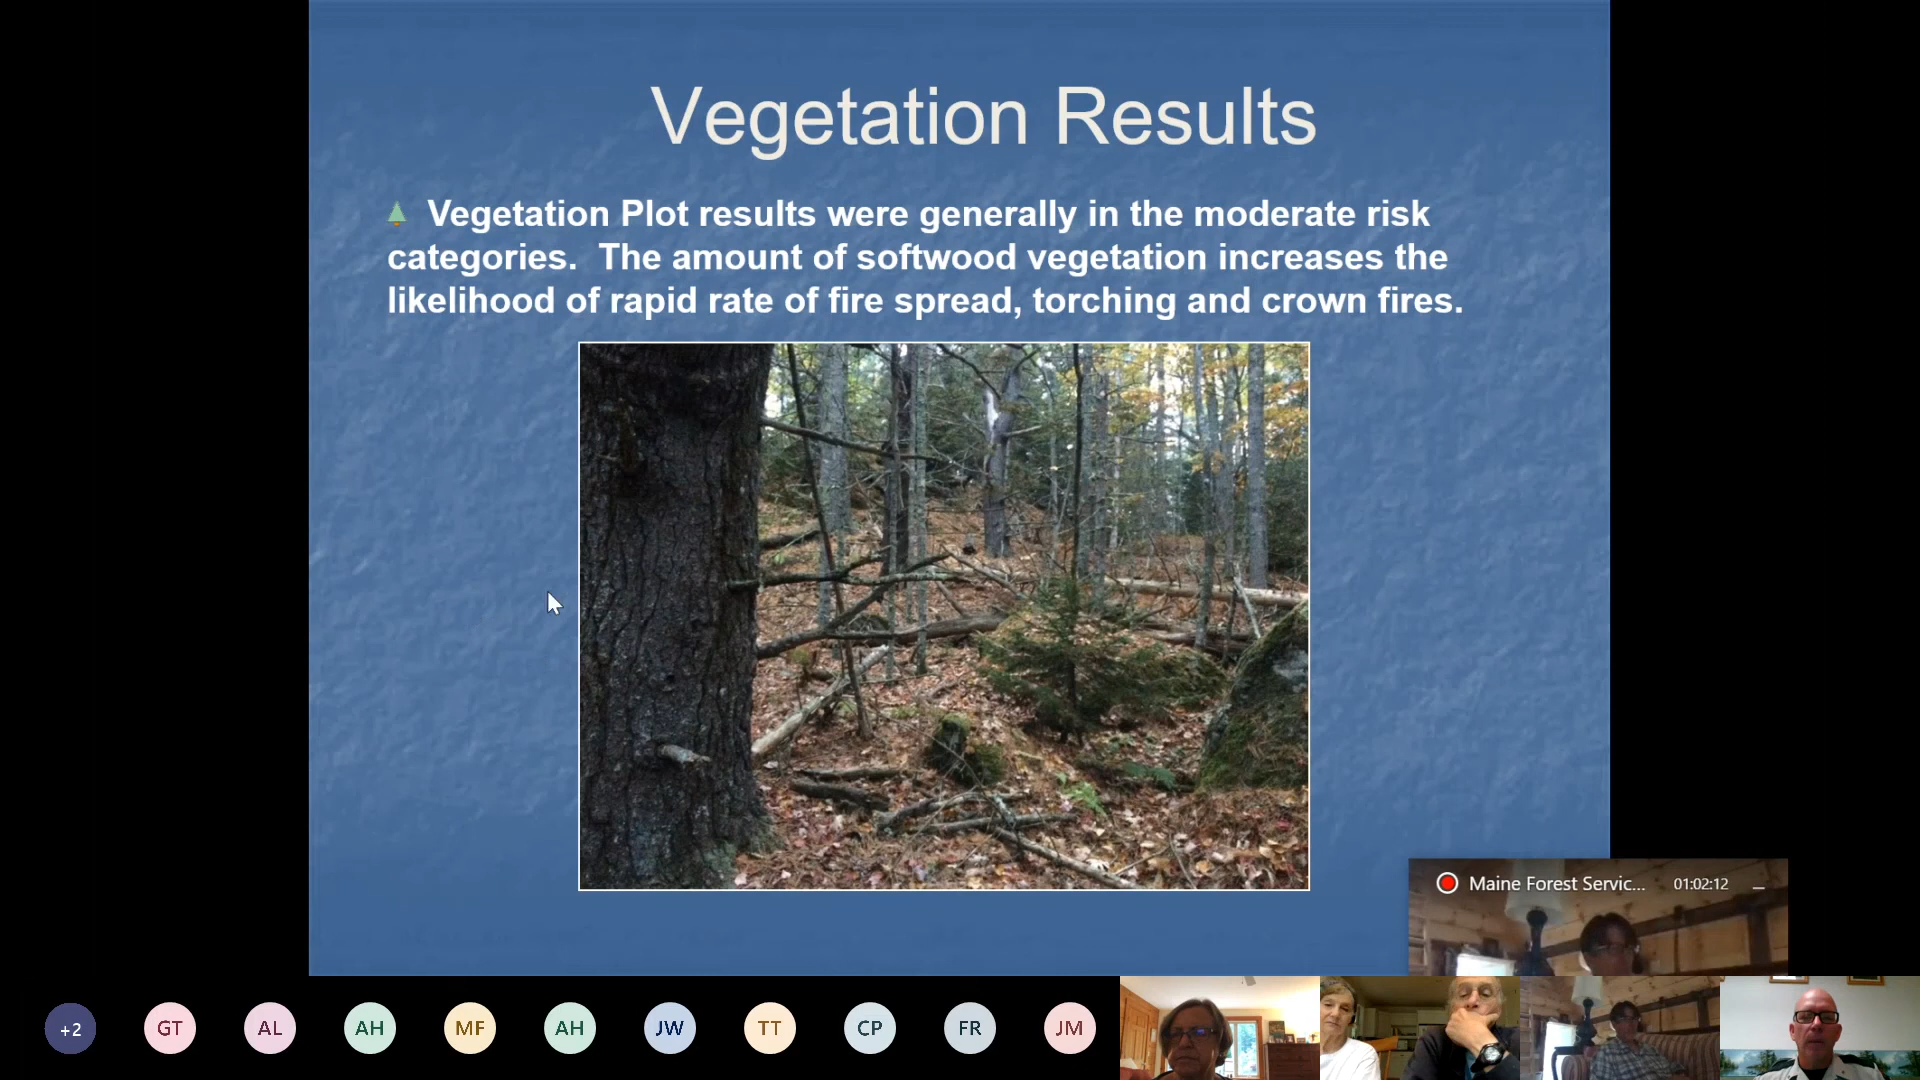 Vegetation Results
Vegetation Plot results were generally in the moderate risk
categories. The amount of softwood vegetation increases the
likelihood of rapid rate of fire spread, torching and crown fires.
Maine Forest Servic... 01:02:12
+2 GT AL AH MF AH JW TT CP FR JM